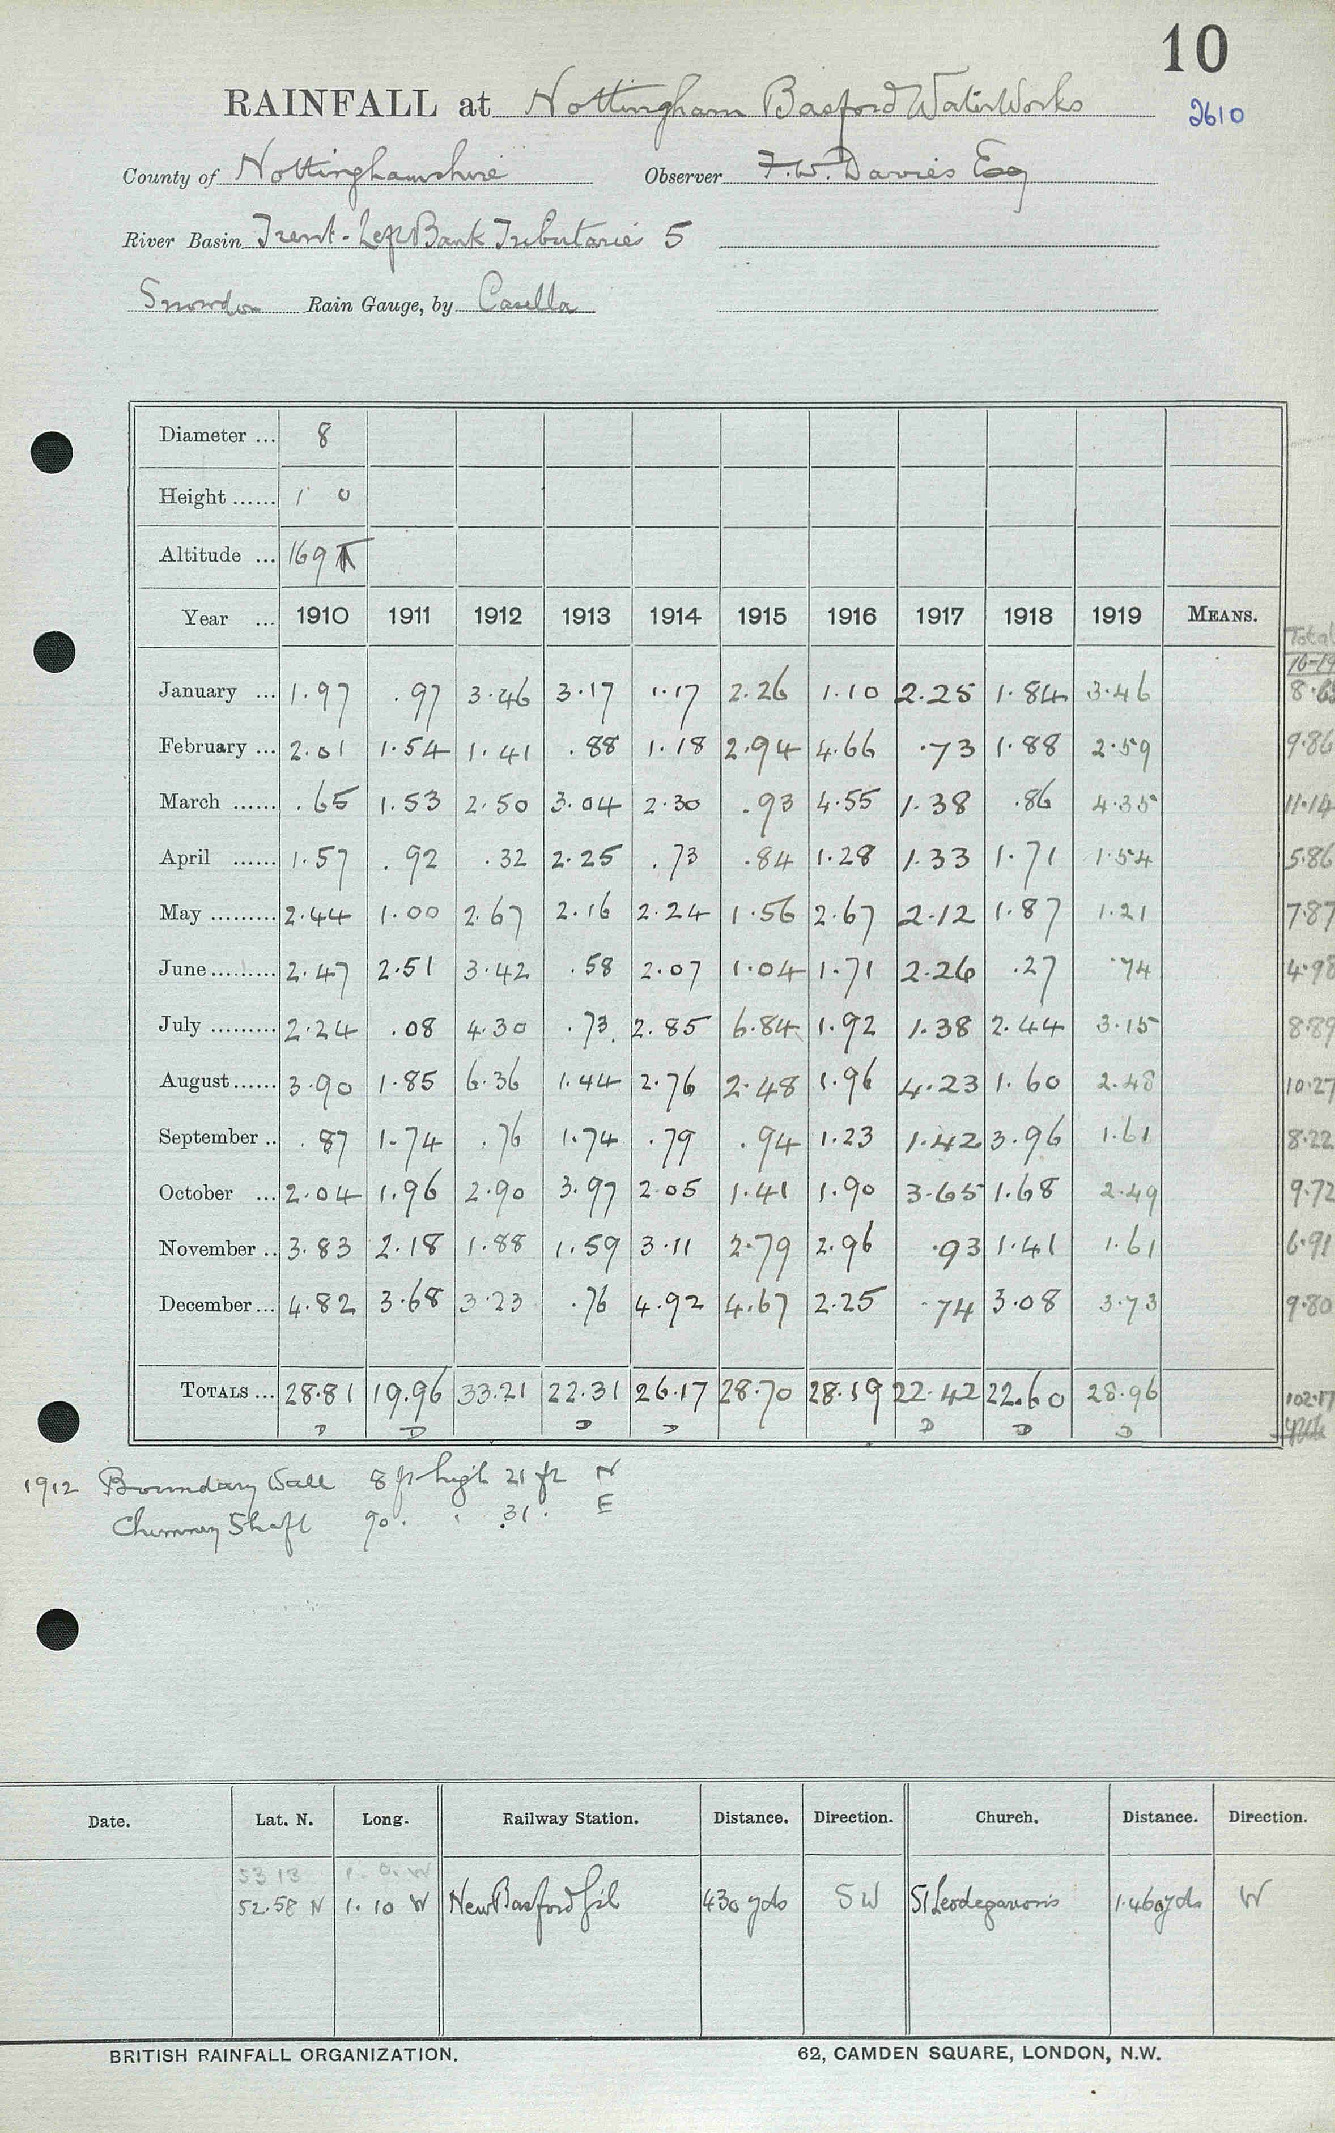 10
RAINFALL at Nottingham Basford WaterWorks 2610
County of Nottinghamshire Observer F.W. Davies Esq
River Basin Trent - Left Bank Tributaries 5
Snowdon Rain Gauge, by Casella
Diameter ... 8
Height ...... 1 0
Altitude ... 169
Year ... 1910 1911 1912 1913 1914 1915 1916 1917 1918 1919 MEANS. Total
16-19
January ... 1.97 .97 3.46 3.17 1.17 2.26 1.10 2.25 1.84 3.46 8.65
February ... 2.01 1.54 1.41 .88 1.18 2.94 4.66 .73 1.88 2.59 9.86
March ...... .65 1.53 2.50 3.04 2.30 .93 4.55 1.38 .86 4.35 11.14
April ...... 1.57 .92 .32 2.25 .73 .84 1.28 1.33 1.71 1.54 5.86
May ......... 2.44 1.00 2.67 2.16 2.24 1.56 2.67 2.12 1.87 1.21 7.87
June ......... 2.47 2.51 3.42 .58 2.07 1.04 1.71 2.26 .27 .74 4.98
July ......... 2.24 .08 4.30 .73 2.85 6.84 1.92 1.38 2.44 3.15 8.89
August ...... 3.90 1.85 6.36 1.44 2.76 2.48 1.96 4.23 1.60 2.48 10.27
September .. .87 1.74 .76 1.74 .79 .94 1.23 1.42 3.96 1.61 8.22
October ... 2.04 1.96 2.90 3.97 2.05 1.41 1.90 3.65 1.68 2.49 9.72
November .. 3.83 2.18 1.88 1.59 3.11 2.79 2.96 .93 1.41 1.61 6.91
December ... 4.82 3.68 3.23 .76 4.92 4.67 2.25 .74 3.08 3.73 9.80
TOTALS ... 28.81 19.96 33.21 22.31 26.17 28.70 28.19 22.42 22.60 28.96 102.17
D D D D D D D
1912 Boundary Wall 8 ft high 21 ft N
Chimney Shaft 90 . " 31 . E
Date. Lat. N. Long. Railway Station. Distance. Direction. Church. Distance. Direction.
53 13 1. 0. W
52.58 N 1. 10 W New Basford 430 yds SW St Leodegarius 1.460 yds W
BRITISH RAINFALL ORGANIZATION. 62, CAMDEN SQUARE, LONDON, N.W.